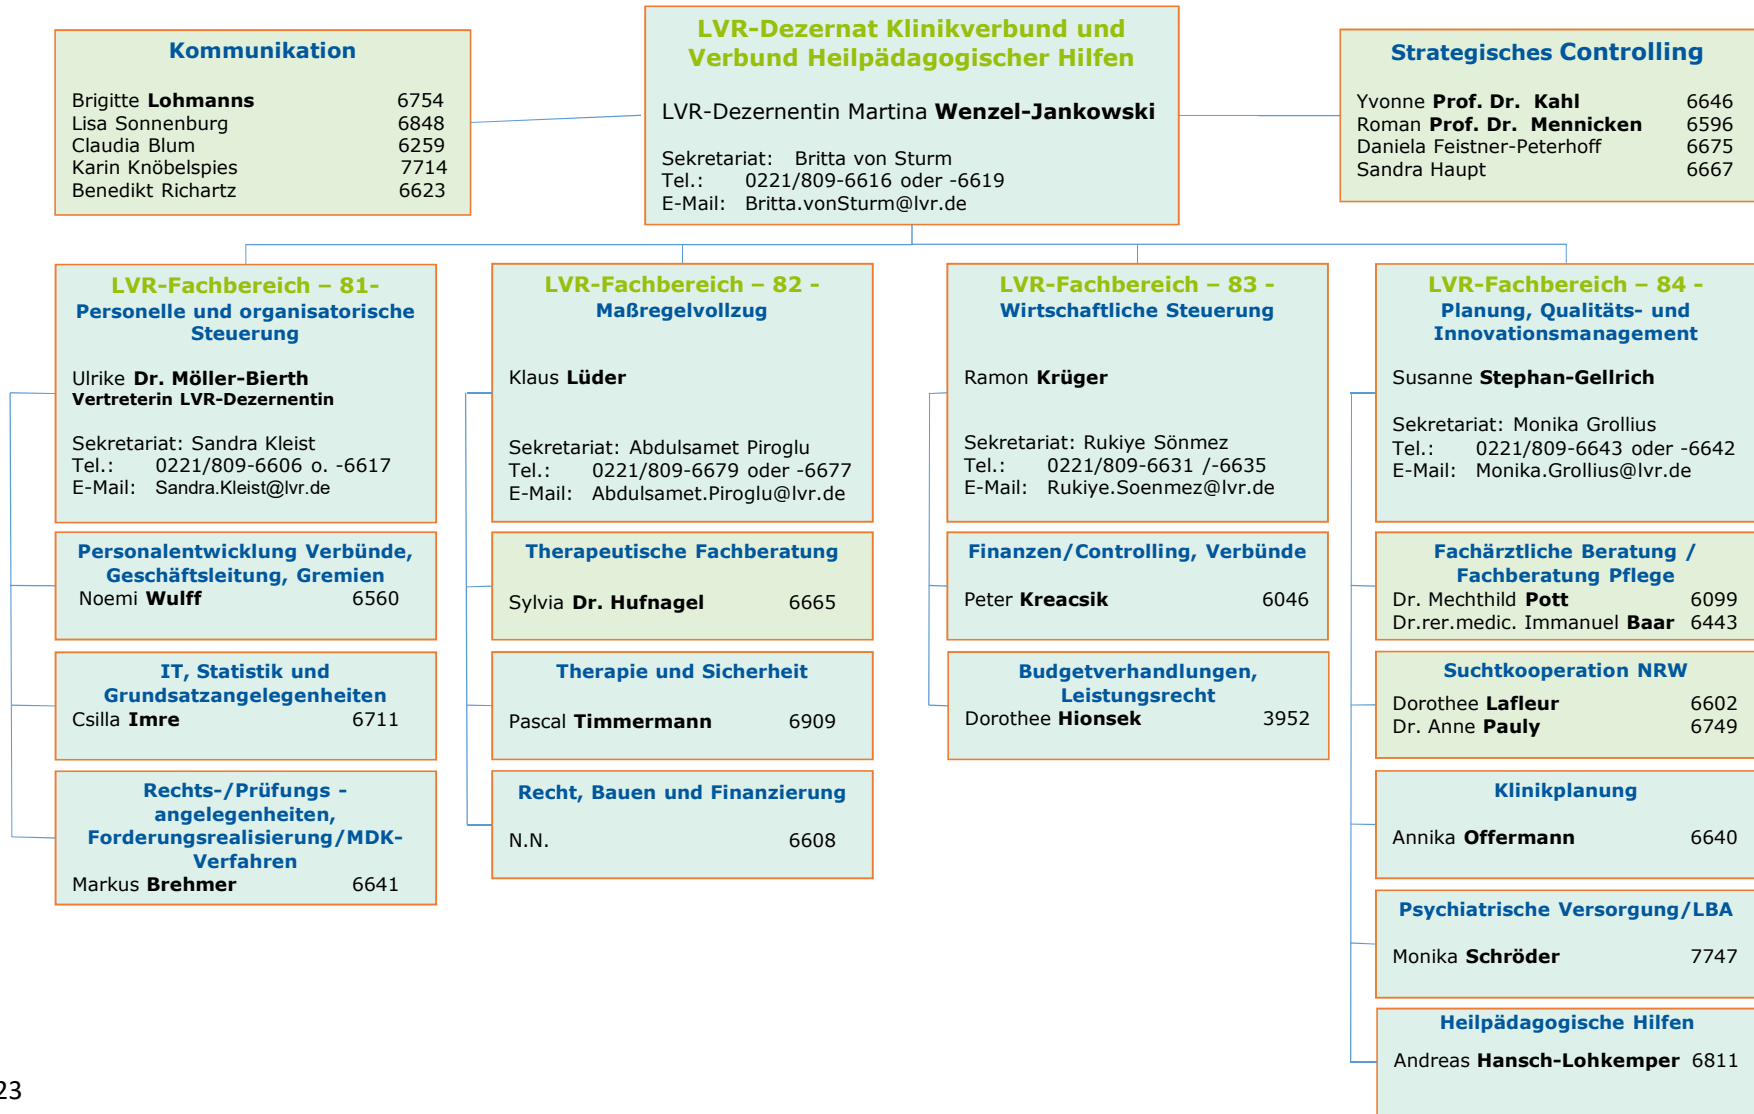 Kommunikation
Brigitte Lohmanns 6754
Lisa Sonnenburg 6848
Claudia Blum 6259
Karin Knöbelspies 7714
Benedikt Richartz 6623
LVR-Dezernat Klinikverbund und
Verbund Heilpädagogischer Hilfen
LVR-Dezernentin Martina Wenzel-Jankowski
Sekretariat: Britta von Sturm
Tel.: 0221/809-6616 oder -6619
E-Mail: Britta.vonSturm@lvr.de
Strategisches Controlling
Yvonne Prof. Dr. Kahl 6646
Roman Prof. Dr. Mennicken 6596
Daniela Feistner-Peterhoff 6675
Sandra Haupt 6667
LVR-Fachbereich – 81-
Personelle und organisatorische
Steuerung
Ulrike Dr. Möller-Bierth
Vertreterin LVR-Dezernentin
Sekretariat: Sandra Kleist
Tel.: 0221/809-6606 o. -6617
E-Mail: Sandra.Kleist@lvr.de
Personalentwicklung Verbünde,
Geschäftsleitung, Gremien
Noemi Wulff 6560
IT, Statistik und
Grundsatzangelegenheiten
Csilla Imre 6711
Rechts-/Prüfungs -
angelegenheiten,
Forderungsrealisierung/MDK-
Verfahren
Markus Brehmer 6641
LVR-Fachbereich – 82 -
Maßregelvollzug
Klaus Lüder
Sekretariat: Abdulsamet Piroglu
Tel.: 0221/809-6679 oder -6677
E-Mail: Abdulsamet.Piroglu@lvr.de
Therapeutische Fachberatung
Sylvia Dr. Hufnagel 6665
Therapie und Sicherheit
Pascal Timmermann 6909
Recht, Bauen und Finanzierung
N.N. 6608
LVR-Fachbereich – 83 -
Wirtschaftliche Steuerung
Ramon Krüger
Sekretariat: Rukiye Sönmez
Tel.: 0221/809-6631 /-6635
E-Mail: Rukiye.Soenmez@lvr.de
Finanzen/Controlling, Verbünde
Peter Kreacsik 6046
Budgetverhandlungen,
Leistungsrecht
Dorothee Hionsek 3952
LVR-Fachbereich – 84 -
Planung, Qualitäts- und
Innovationsmanagement
Susanne Stephan-Gellrich
Sekretariat: Monika Grollius
Tel.: 0221/809-6643 oder -6642
E-Mail: Monika.Grollius@lvr.de
Fachärztliche Beratung /
Fachberatung Pflege
Dr. Mechthild Pott 6099
Dr.rer.medic. Immanuel Baar 6443
Suchtkooperation NRW
Dorothee Lafleur 6602
Dr. Anne Pauly 6749
Klinikplanung
Annika Offermann 6640
Psychiatrische Versorgung/LBA
Monika Schröder 7747
Heilpädagogische Hilfen
Andreas Hansch-Lohkemper 6811
23